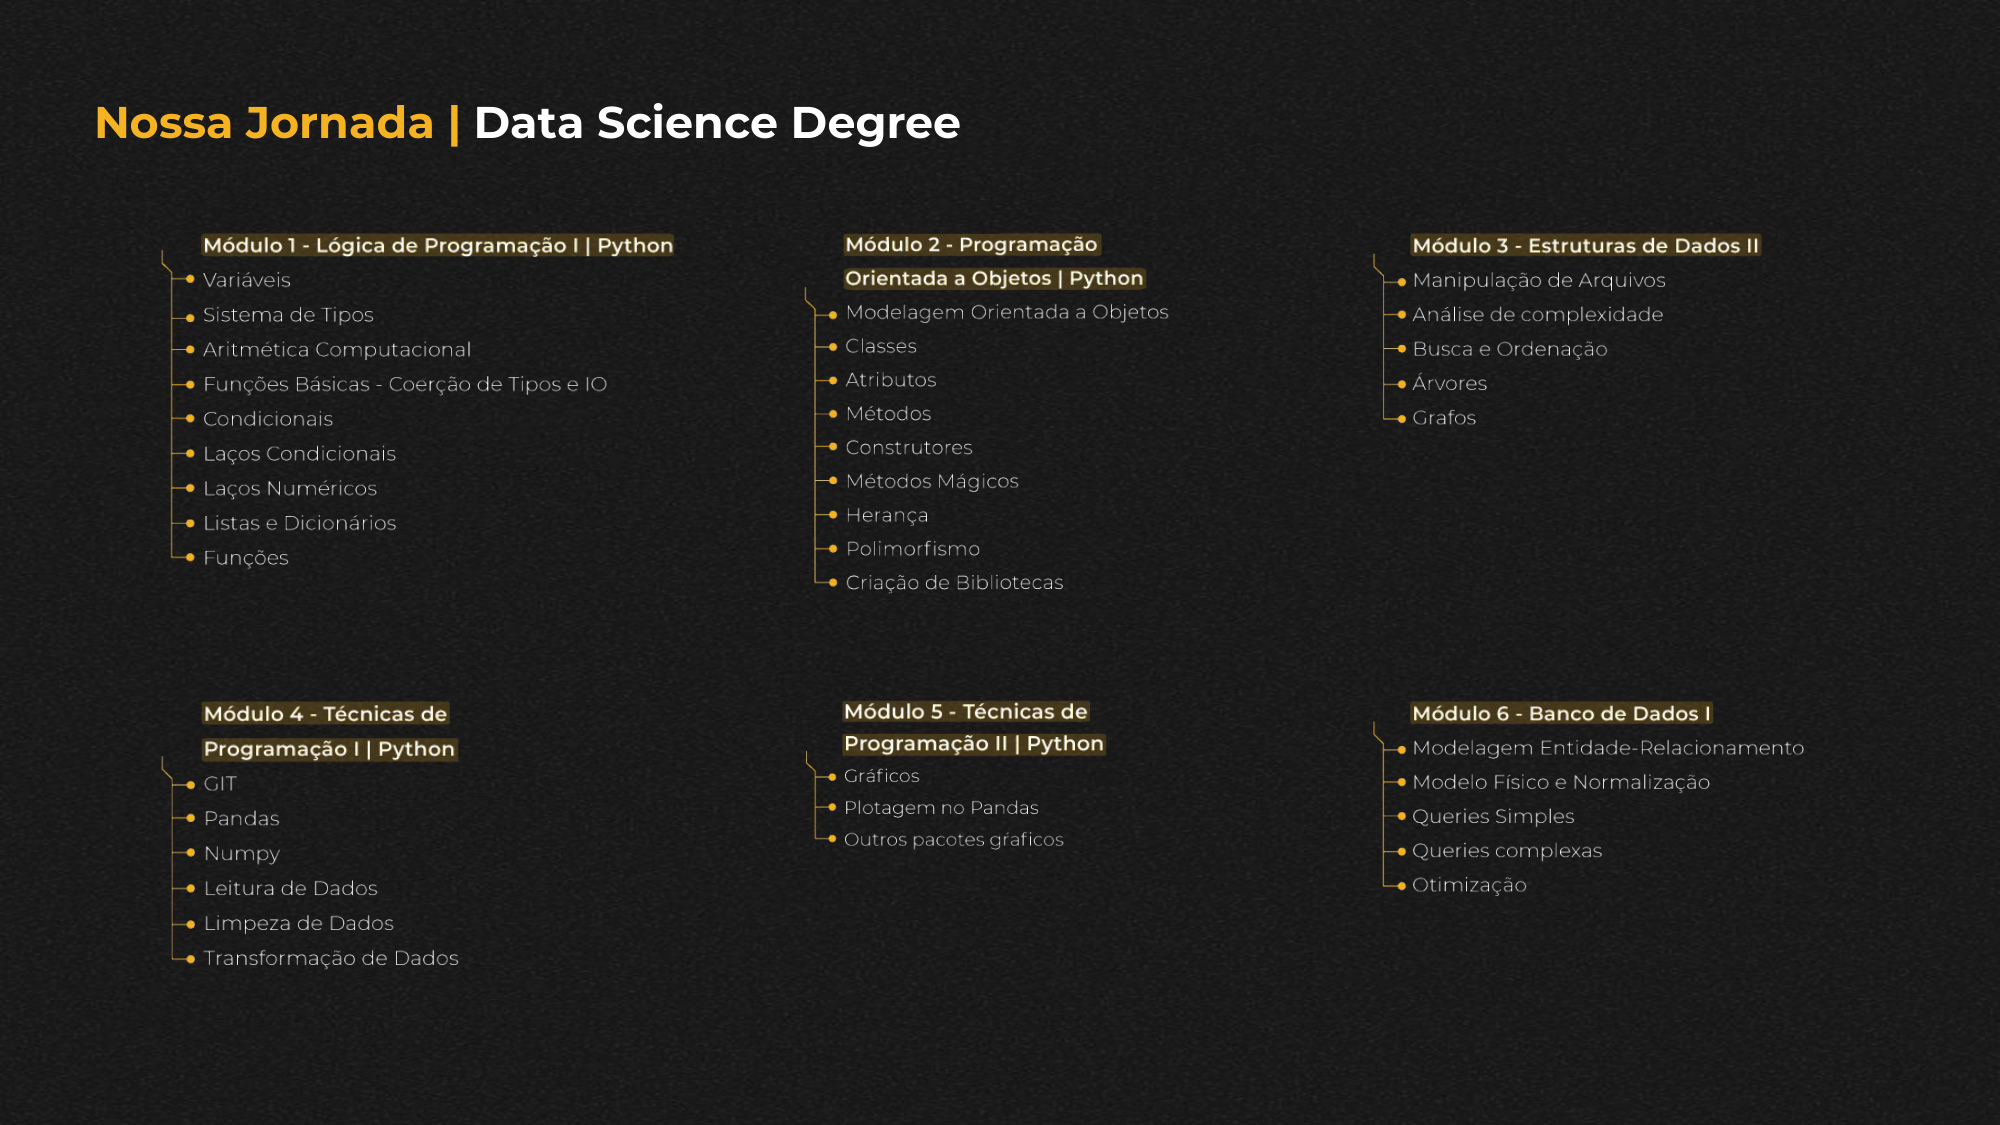 Nossa Jornada | Data Science Degree
Módulo 1 - Lógica de Programação I | Python
Variáveis
Sistema de Tipos
Aritmética Computacional
Funções Básicas - Coerção de Tipos e IO
Condicionais
Laços Condicionais
Laços Numéricos
Listas e Dicionários
Funções
Módulo 2 - Programação
Orientada a Objetos | Python
Modelagem Orientada a Objetos
Classes
Atributos
Métodos
Construtores
Métodos Mágicos
Herança
Polimorfismo
Criação de Bibliotecas
Módulo 3 - Estruturas de Dados II
Manipulação de Arquivos
Análise de complexidade
Busca e Ordenação
Árvores
Grafos
Módulo 4 - Técnicas de
Programação I | Python
GIT
Pandas
Numpy
Leitura de Dados
Limpeza de Dados
Transformação de Dados
Módulo 5 - Técnicas de
Programação II | Python
Gráficos
Plotagem no Pandas
Outros pacotes gráficos
Módulo 6 - Banco de Dados I
Modelagem Entidade-Relacionamento
Modelo Físico e Normalização
Queries Simples
Queries complexas
Otimização